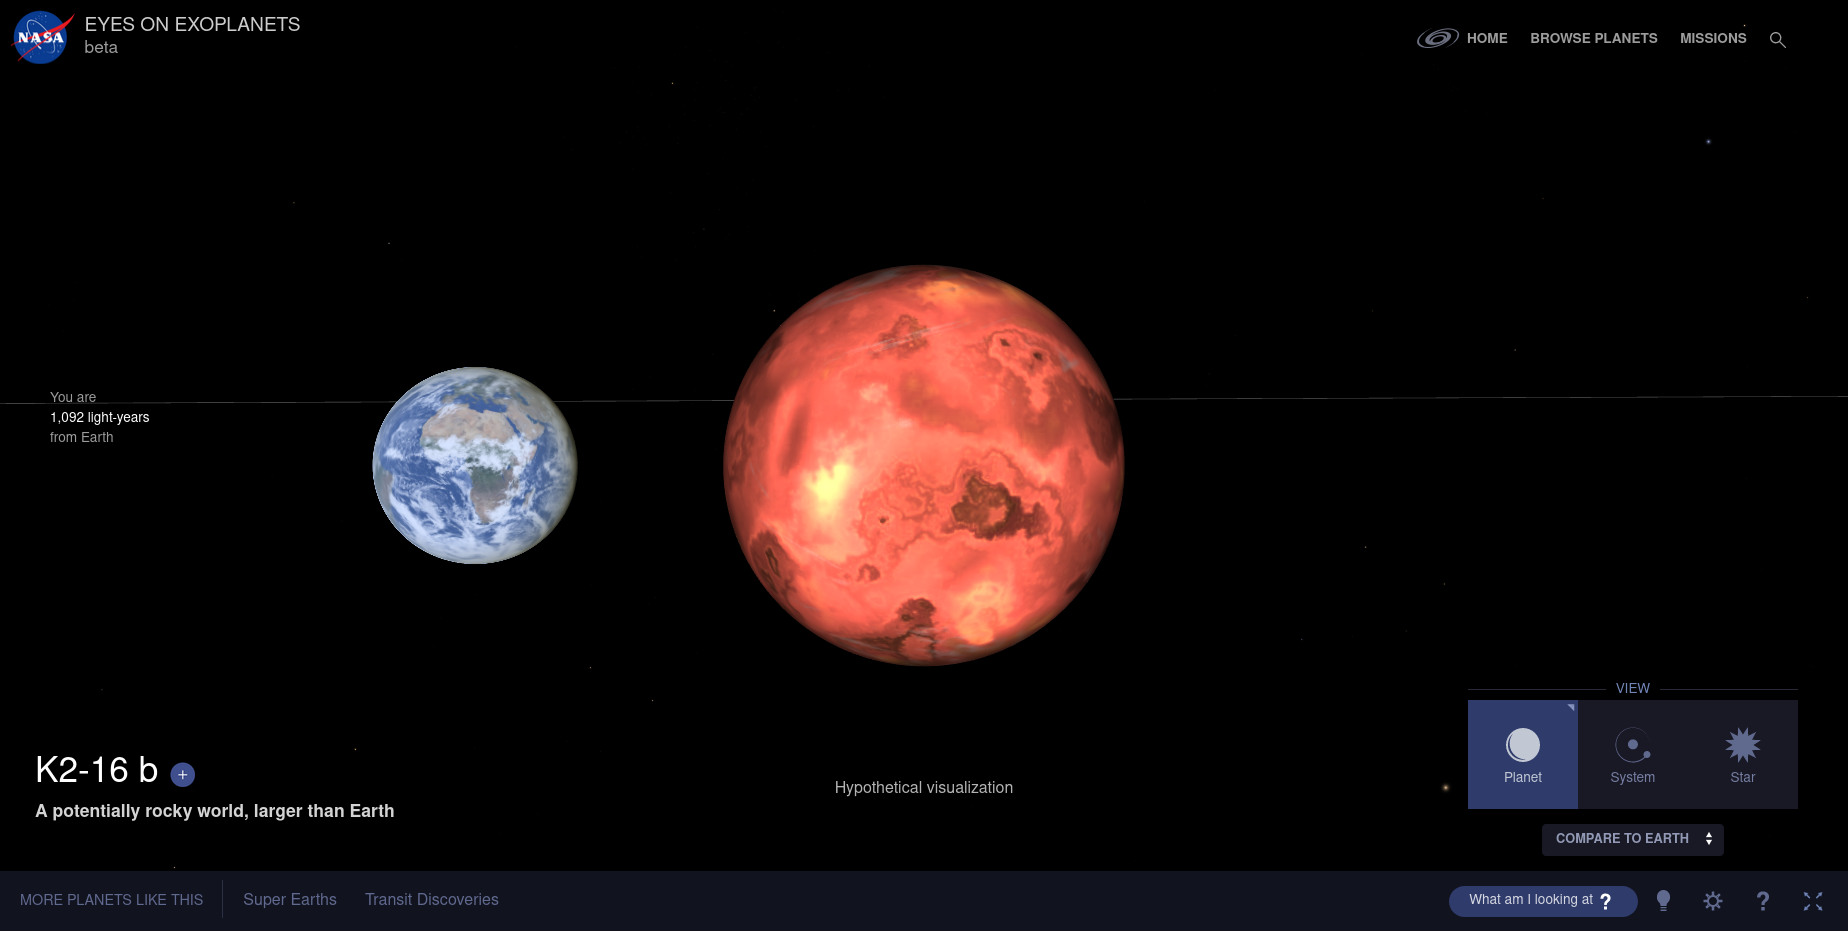 NASA
EYES ON EXOPLANETS
beta
HOME
BROWSE PLANETS
MISSIONS
You are
1,092 light-years
from Earth
VIEW
Planet
System
Star
K2-16 b +
A potentially rocky world, larger than Earth
Hypothetical visualization
COMPARE TO EARTH
MORE PLANETS LIKE THIS
Super Earths
Transit Discoveries
What am I looking at ?
?